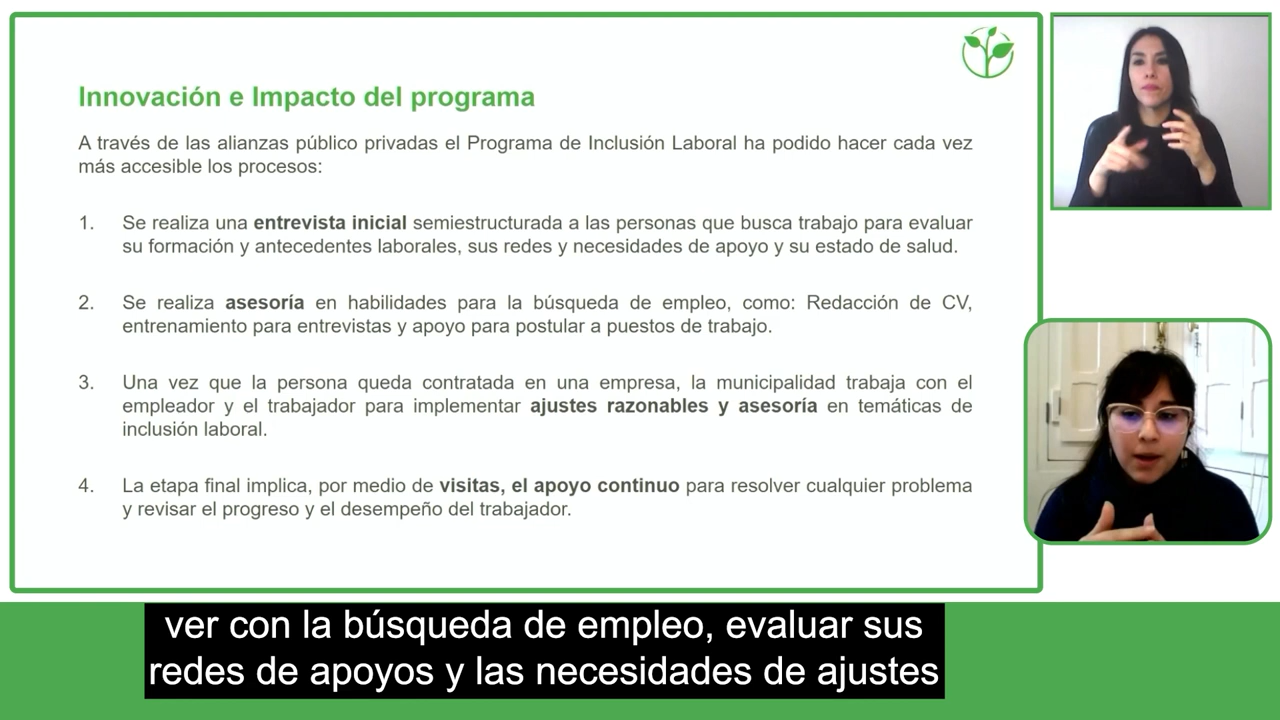 Innovación e Impacto del programa
A través de las alianzas público privadas el Programa de Inclusión Laboral ha podido hacer cada vez
más accesible los procesos:
1. Se realiza una entrevista inicial semiestructurada a las personas que busca trabajo para evaluar
su formación y antecedentes laborales, sus redes y necesidades de apoyo y su estado de salud.
2. Se realiza asesoría en habilidades para la búsqueda de empleo, como: Redacción de CV,
entrenamiento para entrevistas y apoyo para postular a puestos de trabajo.
3. Una vez que la persona queda contratada en una empresa, la municipalidad trabaja con el
empleador y el trabajador para implementar ajustes razonables y asesoría en temáticas de
inclusión laboral.
4. La etapa final implica, por medio de visitas, el apoyo continuo para resolver cualquier problema
y revisar el progreso y el desempeño del trabajador.
ver con la búsqueda de empleo, evaluar sus
redes de apoyos y las necesidades de ajustes